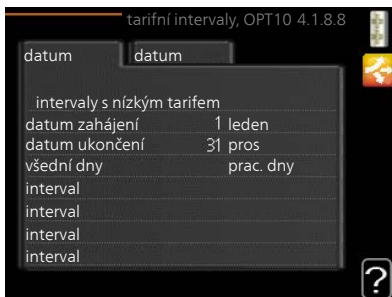 tarifní intervaly, OPT10 4.1.8.8
datum datum
intervaly s nízkým tarifem
datum zahájení 1 leden
datum ukončení 31 pros
všední dny prac. dny
interval
interval
interval
interval
?